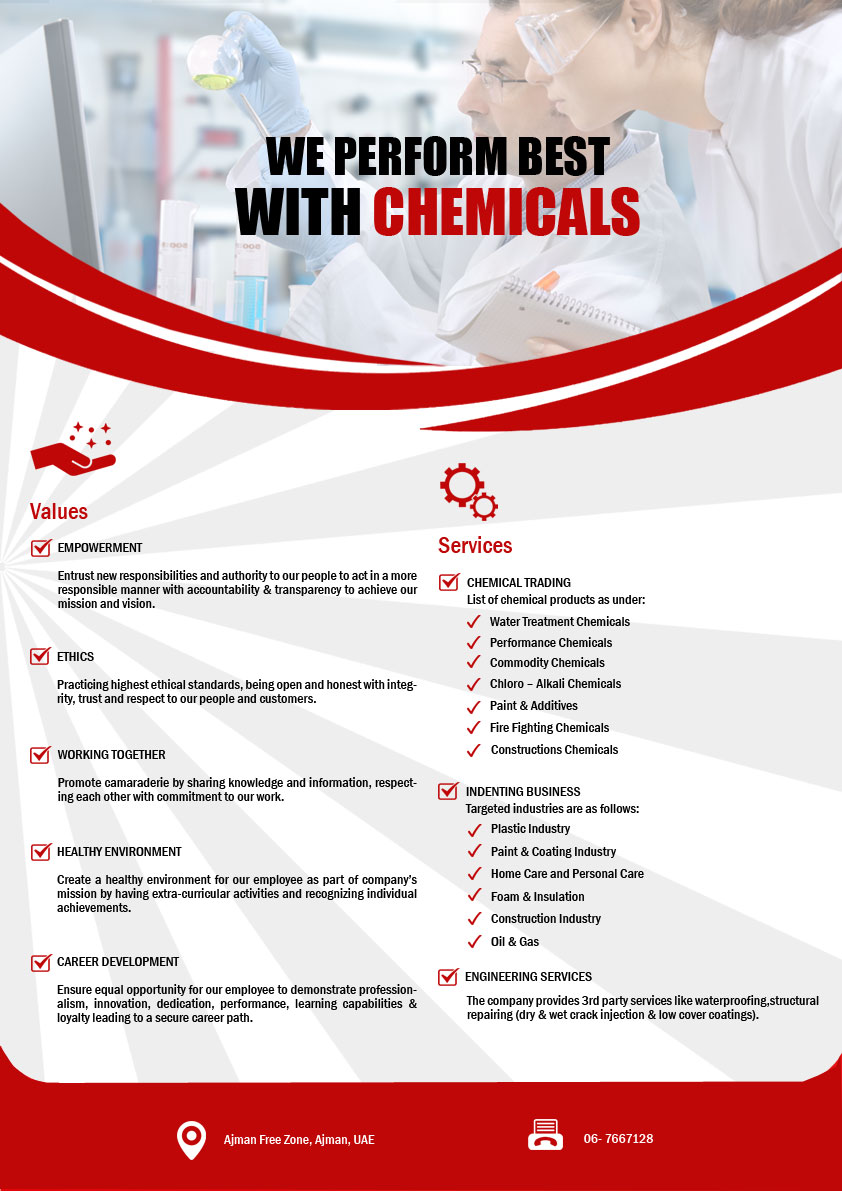 WE PERFORM BEST
WITH CHEMICALS
Values
EMPOWERMENT
Entrust new responsibilities and authority to our people to act in a more
responsible manner with accountability & transparency to achieve our
mission and vision.
ETHICS
Practicing highest ethical standards, being open and honest with integ-
rity, trust and respect to our people and customers.
WORKING TOGETHER
Promote camaraderie by sharing knowledge and information, respect-
ing each other with commitment to our work.
HEALTHY ENVIRONMENT
Create a healthy environment for our employee as part of company's
mission by having extra-curricular activities and recognizing individual
achievements.
CAREER DEVELOPMENT
Ensure equal opportunity for our employee to demonstrate profession-
alism, innovation, dedication, performance, learning capabilities &
loyalty leading to a secure career path.
Services
CHEMICAL TRADING
List of chemical products as under:
Water Treatment Chemicals
Performance Chemicals
Commodity Chemicals
Chloro – Alkali Chemicals
Paint & Additives
Fire Fighting Chemicals
Constructions Chemicals
INDENTING BUSINESS
Targeted industries are as follows:
Plastic Industry
Paint & Coating Industry
Home Care and Personal Care
Foam & Insulation
Construction Industry
Oil & Gas
ENGINEERING SERVICES
The company provides 3rd party services like waterproofing,structural
repairing (dry & wet crack injection & low cover coatings).
Ajman Free Zone, Ajman, UAE
06- 7667128